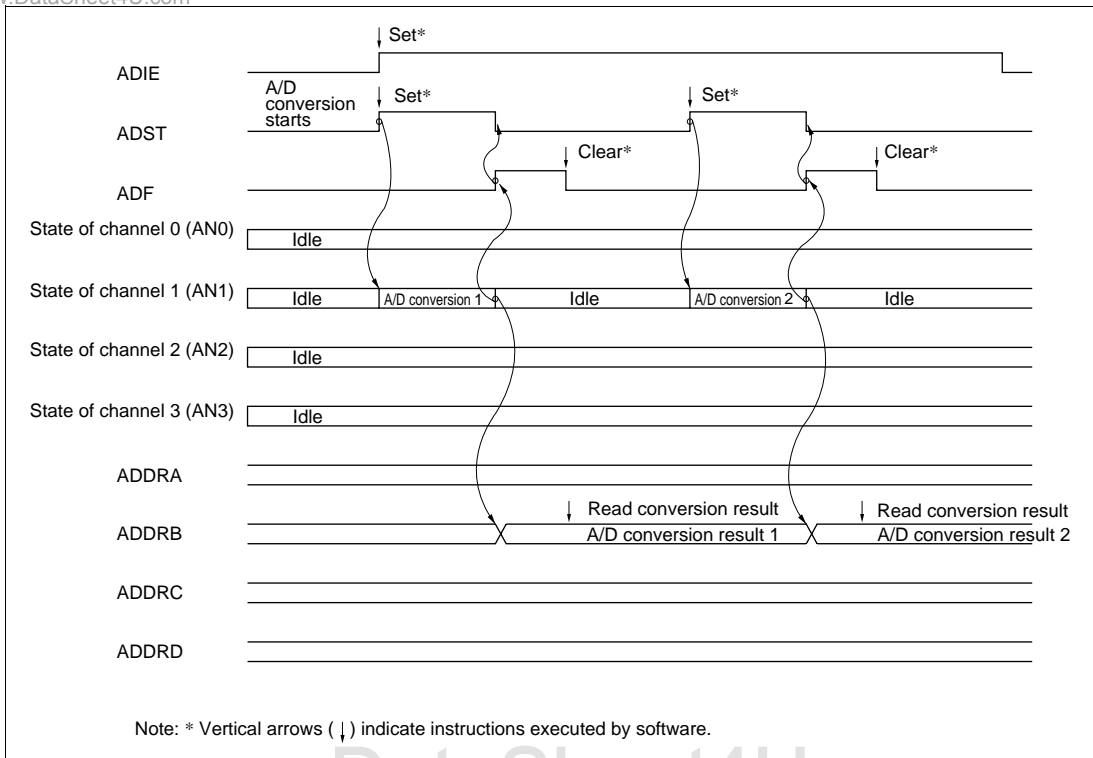 w.DataSheet4U.com
Set*
ADIE
A/D
conversion
starts
Set*
Set*
ADST
Clear*
Clear*
ADF
State of channel 0 (AN0)
Idle
State of channel 1 (AN1)
Idle
A/D conversion 1
Idle
A/D conversion 2
Idle
State of channel 2 (AN2)
Idle
State of channel 3 (AN3)
Idle
ADDRA
Read conversion result
Read conversion result
ADDRB
A/D conversion result 1
A/D conversion result 2
ADDRC
ADDRD
Note: * Vertical arrows (↓) indicate instructions executed by software.
DataSheet4U